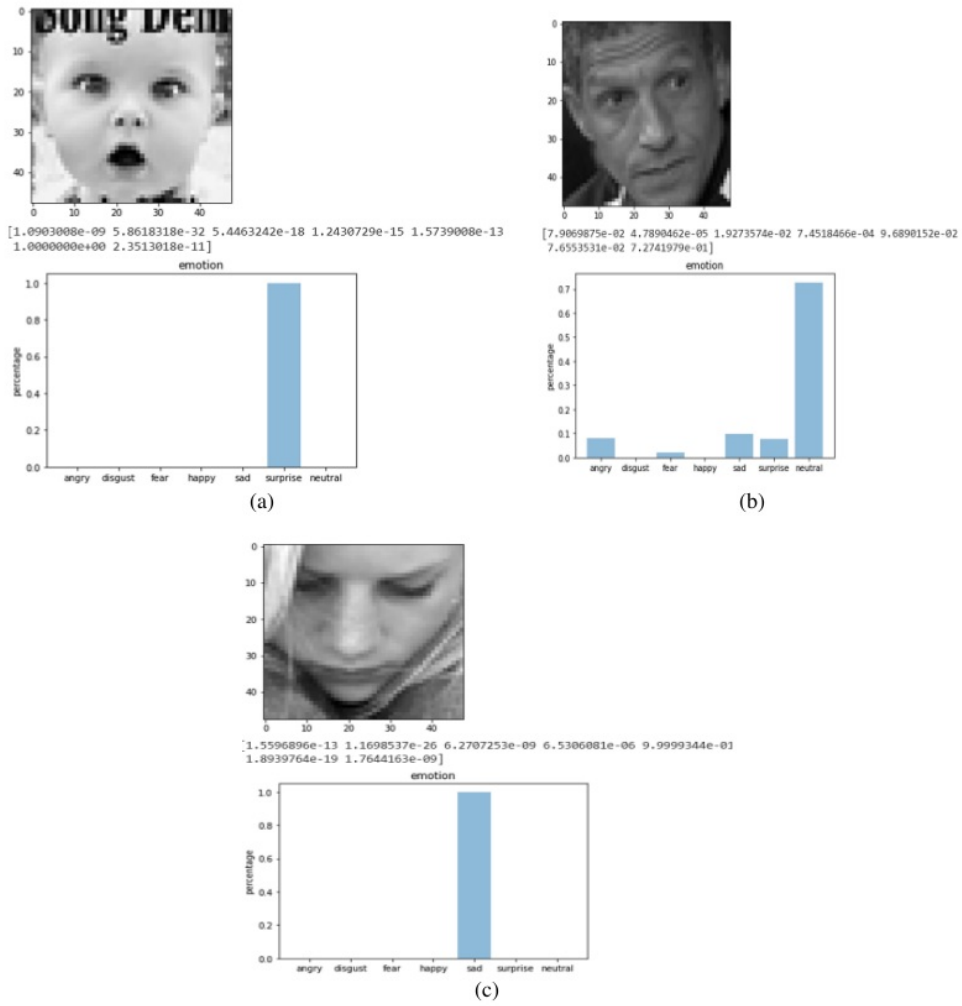 Song Dem
0
10
20
30
40
0 10 20 30 40
[1.0903008e-09 5.8618318e-32 5.4463242e-18 1.2430729e-15 1.5739008e-13
1.0000000e+00 2.3513018e-11]
emotion
percentage
1.0
0.8
0.6
0.4
0.2
0.0
angry disgust fear happy sad surprise neutral
(a)
0
10
20
30
40
0 10 20 30 40
[7.9069875e-02 4.7890462e-05 1.9273574e-02 7.4518466e-04 9.6890152e-02
7.6553531e-02 7.2741979e-01]
emotion
percentage
0.7
0.6
0.5
0.4
0.3
0.2
0.1
0.0
angry disgust fear happy sad surprise neutral
(b)
0
10
20
30
40
0 10 20 30 40
[1.5596896e-13 1.1698537e-26 6.2707253e-09 6.5306081e-06 9.9999344e-01
1.8939764e-19 1.7644163e-09]
emotion
percentage
1.0
0.8
0.6
0.4
0.2
0.0
angry disgust fear happy sad surprise neutral
(c)